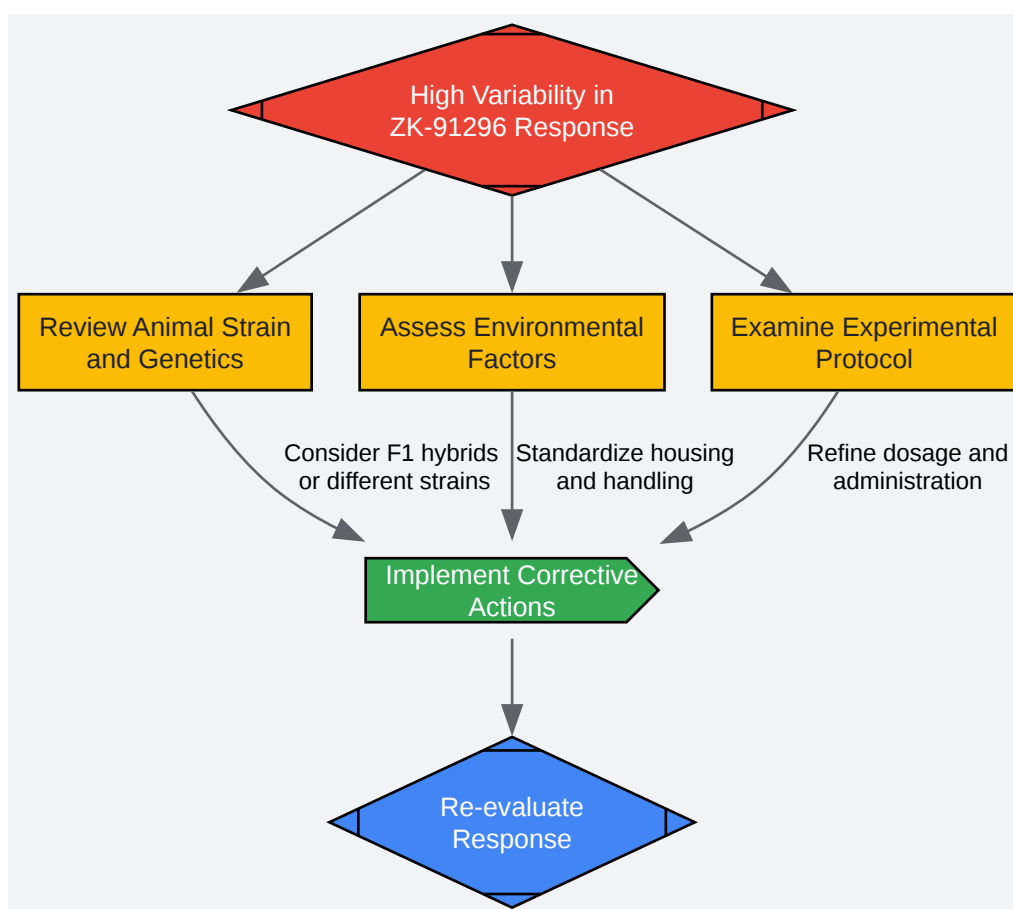 High Variability in
ZK-91296 Response
Review Animal Strain
and Genetics
Assess Environmental
Factors
Examine Experimental
Protocol
Consider F1 hybrids
or different strains
Standardize housing
and handling
Refine dosage and
administration
Implement Corrective
Actions
Re-evaluate
Response